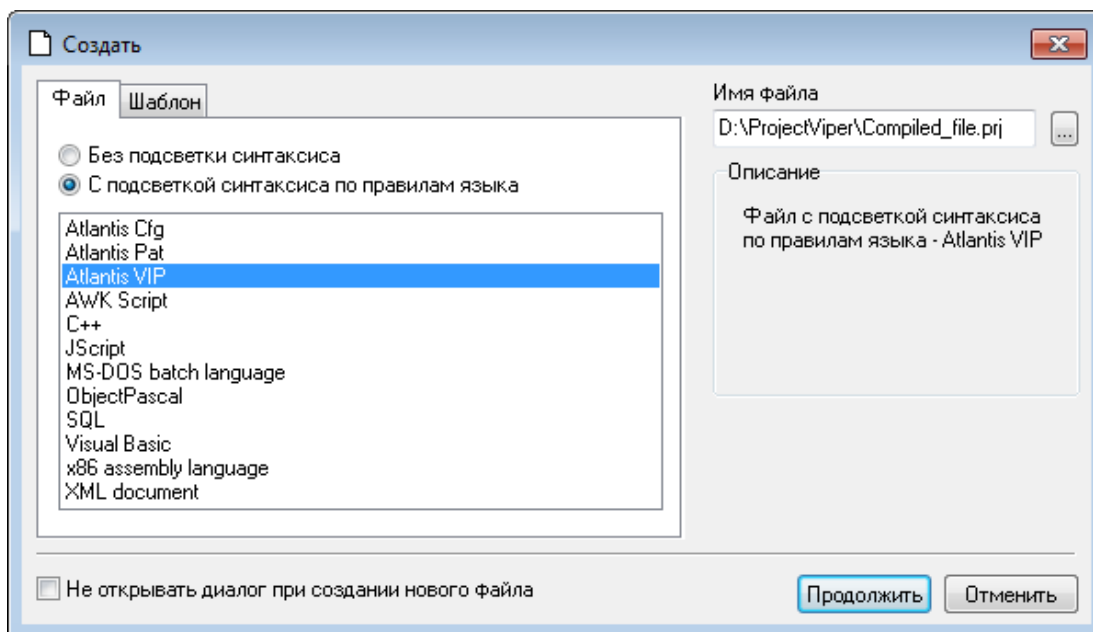 Создать
Файл
Шаблон
Без подсветки синтаксиса
С подсветкой синтаксиса по правилам языка
Atlantis Cfg
Atlantis Pat
Atlantis VIP
AWK Script
C++
JScript
MS-DOS batch language
ObjectPascal
SQL
Visual Basic
x86 assembly language
XML document
Имя файла
D:\ProjectViper\Compiled_file.prj
...
Описание
Файл с подсветкой синтаксиса
по правилам языка - Atlantis VIP
Не открывать диалог при создании нового файла
Продолжить
Отменить